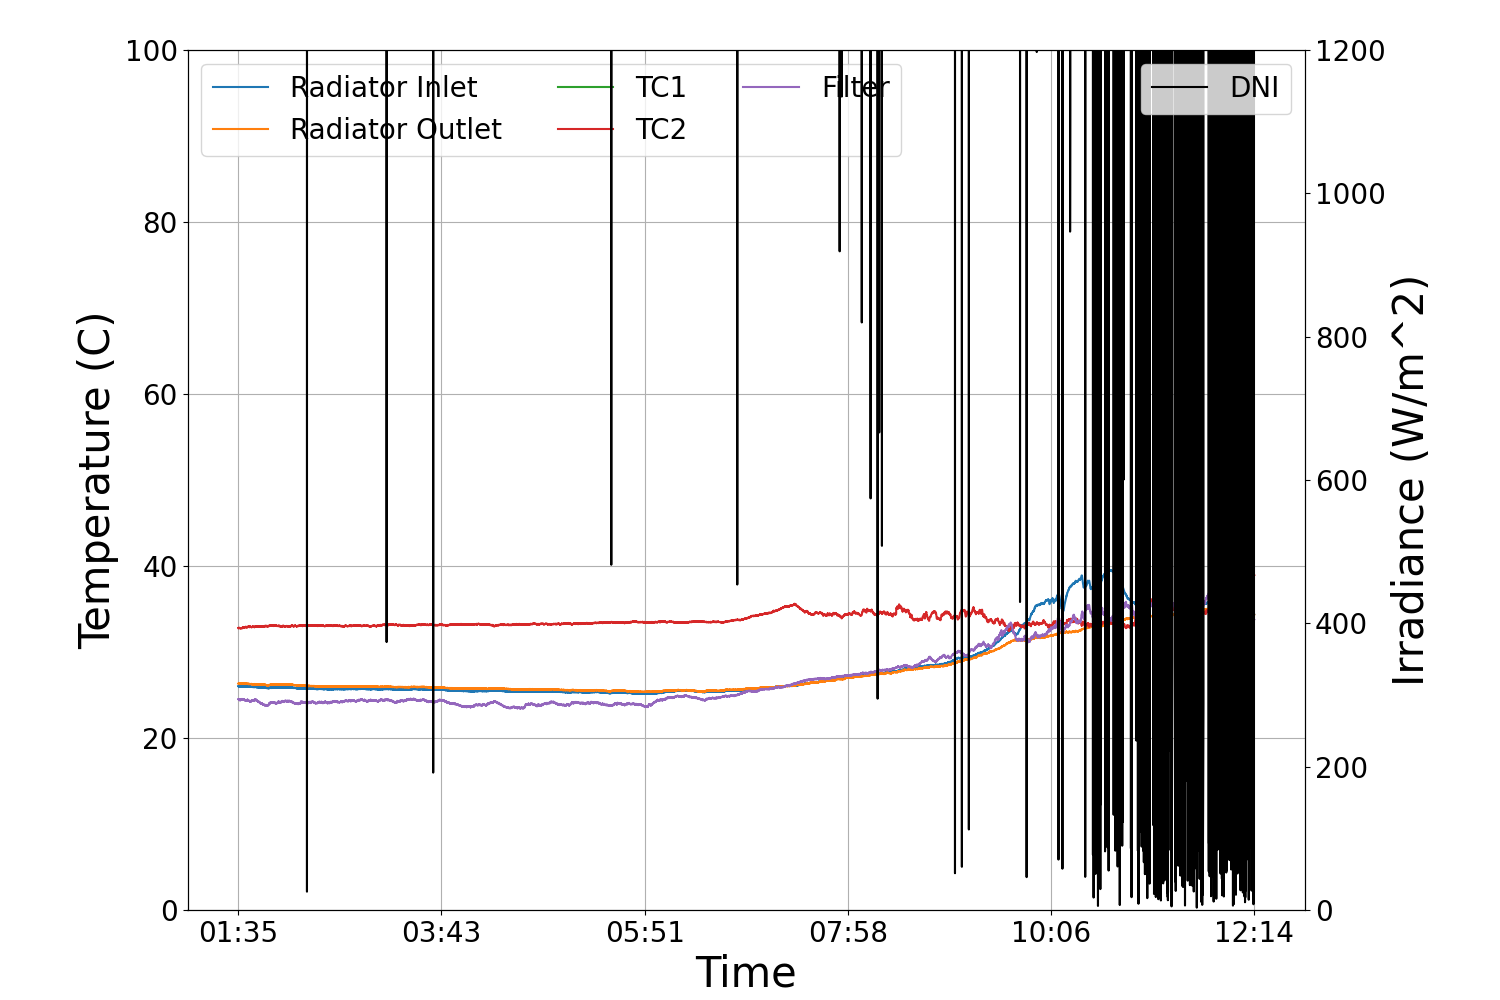 100
80
60
40
20
0
Temperature (C)
Radiator Inlet
Radiator Outlet
TC1
TC2
Filter
DNI
1200
1000
800
600
400
200
0
Irradiance (W/m^2)
01:35 03:43 05:51 07:58 10:06 12:14
Time